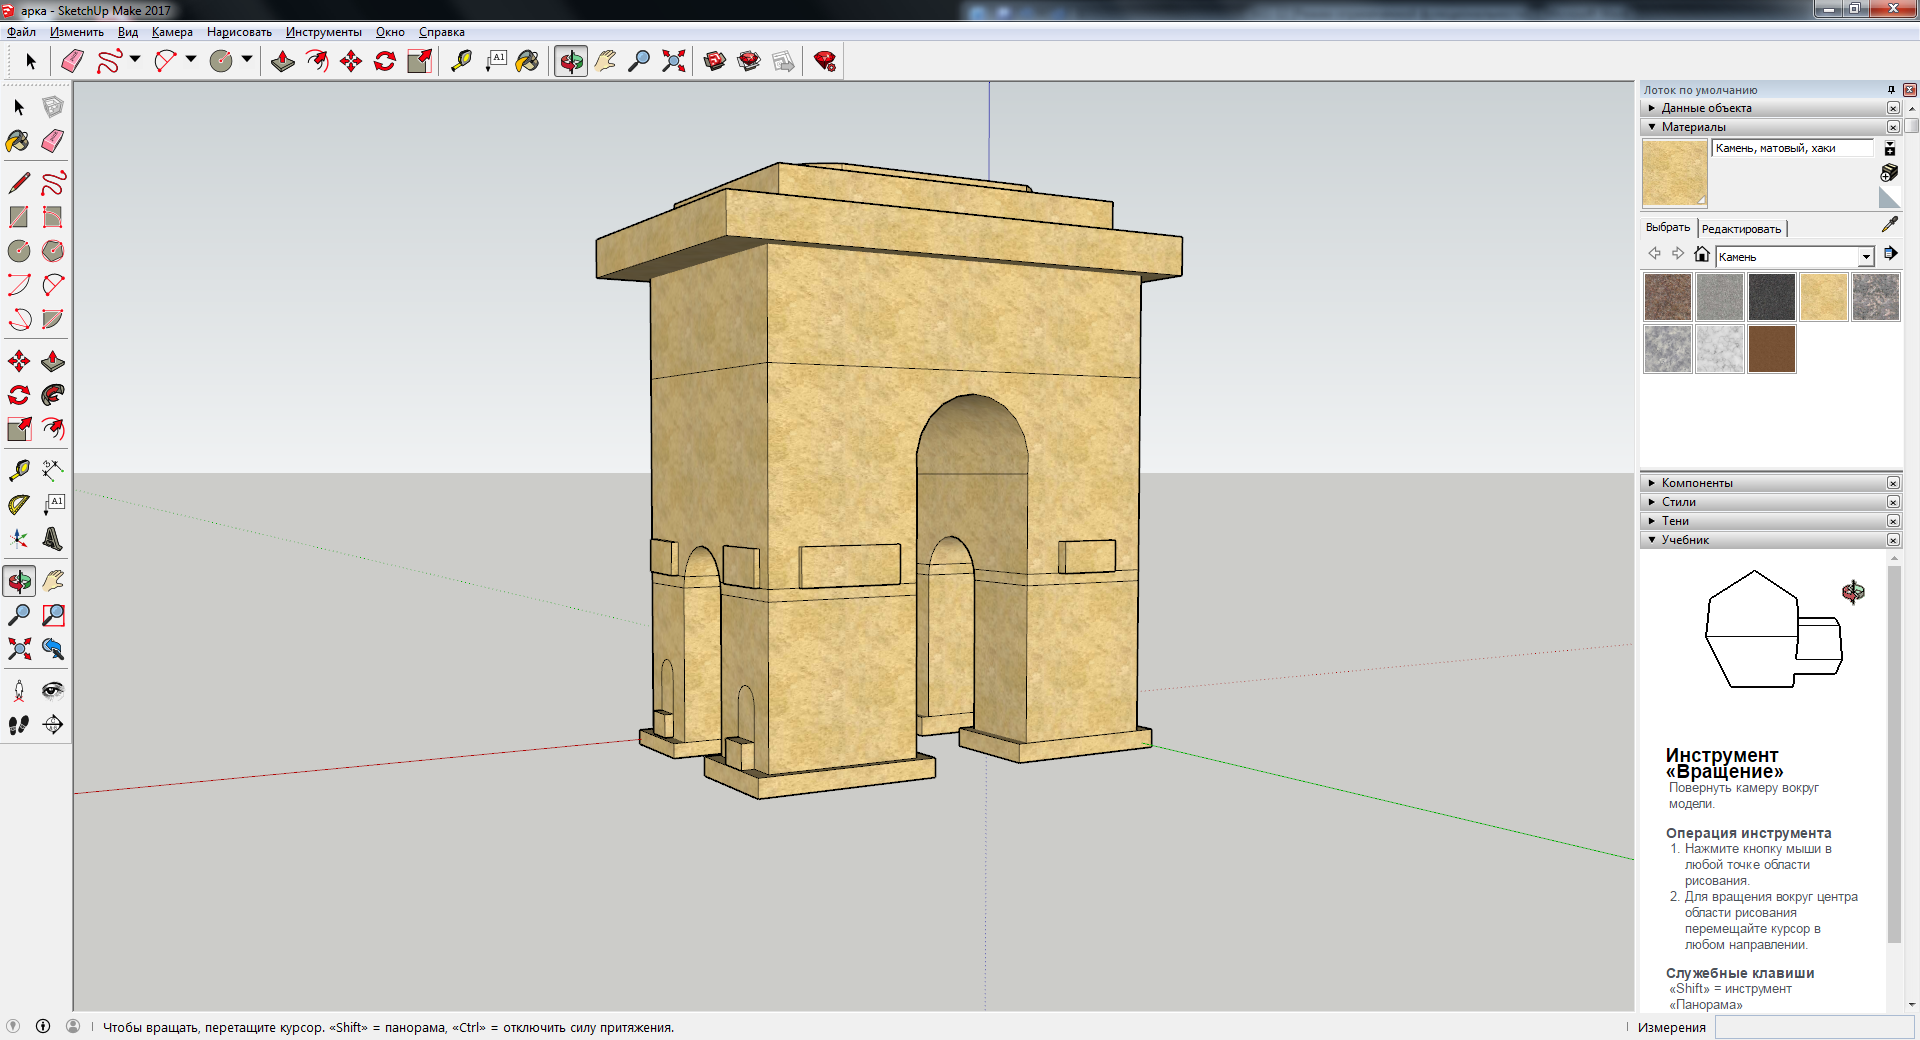 арка - SketchUp Make 2017
Файл Изменить Вид Камера Нарисовать Инструменты Окно Справка
A1
Лоток по умолчанию
Данные объекта
Материалы
Камень, матовый, хаки
Выбрать Редактировать
Камень
A1
Компоненты
Стили
Тени
Учебник
Инструмент
«Вращение»
Повернуть камеру вокруг
модели.
Операция инструмента
1. Нажмите кнопку мыши в
любой точке области
рисования.
2. Для вращения вокруг центра
области рисования
перемещайте курсор в
любом направлении.
Служебные клавиши
«Shift» = инструмент
«Панорама»
Чтобы вращать, перетащите курсор. «Shift» = панорама, «Ctrl» = отключить силу притяжения.
Измерения